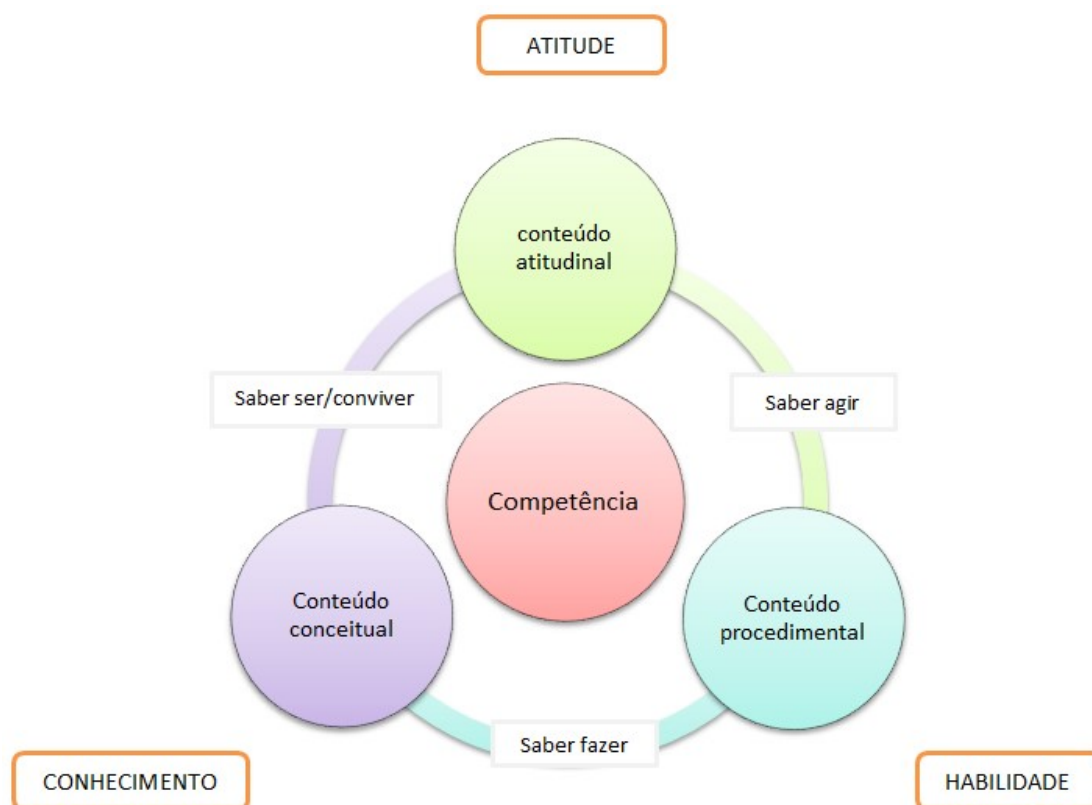 ATITUDE
conteúdo
atitudinal
Saber ser/conviver
Saber agir
Competência
Conteúdo
conceitual
Conteúdo
procedimental
Saber fazer
CONHECIMENTO
HABILIDADE